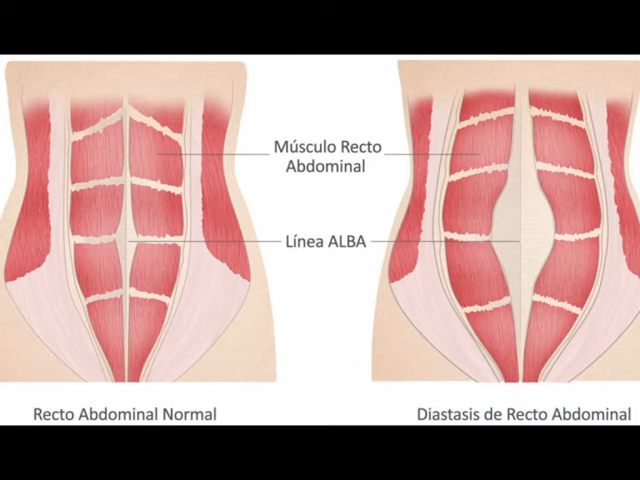 Músculo Recto
Abdominal
Línea ALBA
Recto Abdominal Normal
Diastasis de Recto Abdominal